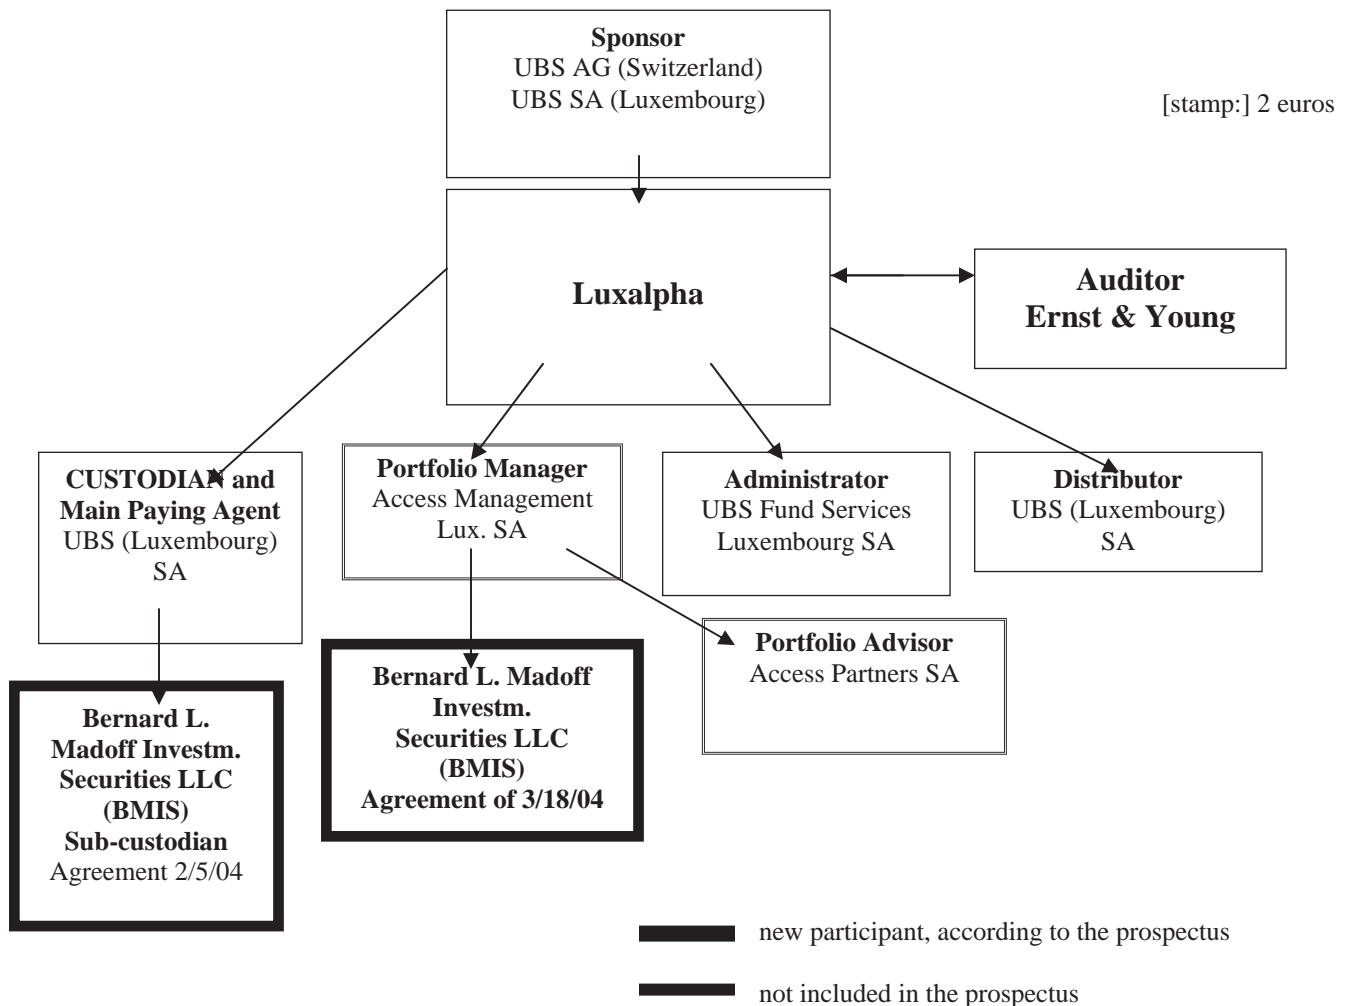 Sponsor
UBS AG (Switzerland)
UBS SA (Luxembourg)
[stamp:] 2 euros
Luxalpha
Auditor
Ernst & Young
CUSTODIAN and
Main Paying Agent
UBS (Luxembourg)
SA
Portfolio Manager
Access Management
Lux. SA
Administrator
UBS Fund Services
Luxembourg SA
Distributor
UBS (Luxembourg)
SA
Portfolio Advisor
Access Partners SA
Bernard L.
Madoff Investm.
Securities LLC
(BMIS)
Sub-custodian
Agreement 2/5/04
Bernard L. Madoff
Investm.
Securities LLC
(BMIS)
Agreement of 3/18/04
new participant, according to the prospectus
not included in the prospectus